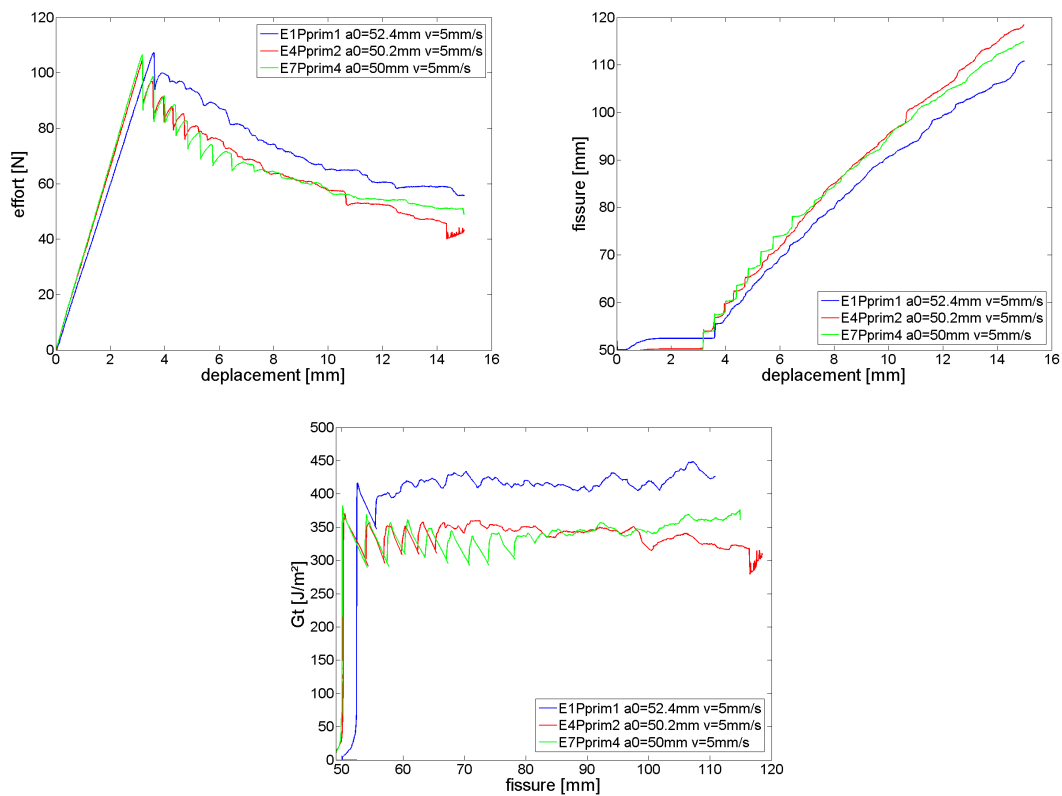 120
100
80
60
40
20
0
effort [N]
0 2 4 6 8 10 12 14 16
deplacement [mm]
E1Pprim1 a0=52.4mm v=5mm/s
E4Pprim2 a0=50.2mm v=5mm/s
E7Pprim4 a0=50mm v=5mm/s
120
110
100
90
80
70
60
50
fissure [mm]
0 2 4 6 8 10 12 14 16
deplacement [mm]
E1Pprim1 a0=52.4mm v=5mm/s
E4Pprim2 a0=50.2mm v=5mm/s
E7Pprim4 a0=50mm v=5mm/s
500
450
400
350
300
250
200
150
100
50
0
Gt [J/m²]
50 60 70 80 90 100 110 120
fissure [mm]
E1Pprim1 a0=52.4mm v=5mm/s
E4Pprim2 a0=50.2mm v=5mm/s
E7Pprim4 a0=50mm v=5mm/s